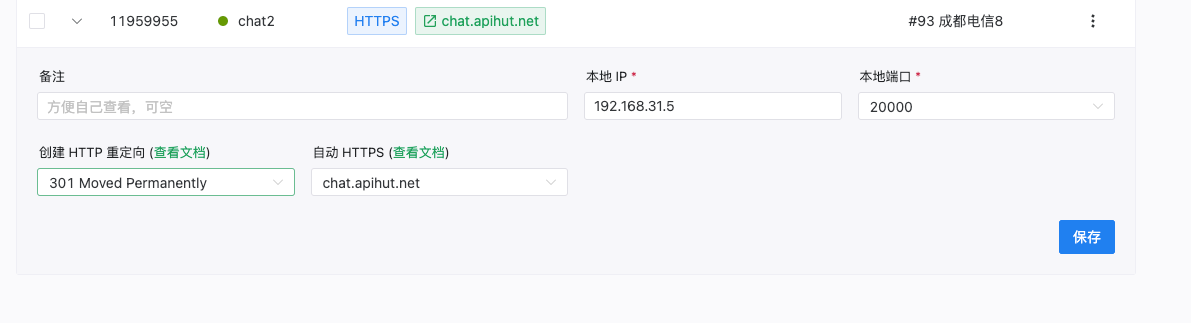 11959955 chat2 HTTPS chat.apihut.net #93 成都电信8
备注 本地 IP * 本地端口 *
方便自己查看，可空 192.168.31.5 20000
创建 HTTP 重定向 (查看文档) 自动 HTTPS (查看文档)
301 Moved Permanently chat.apihut.net
保存